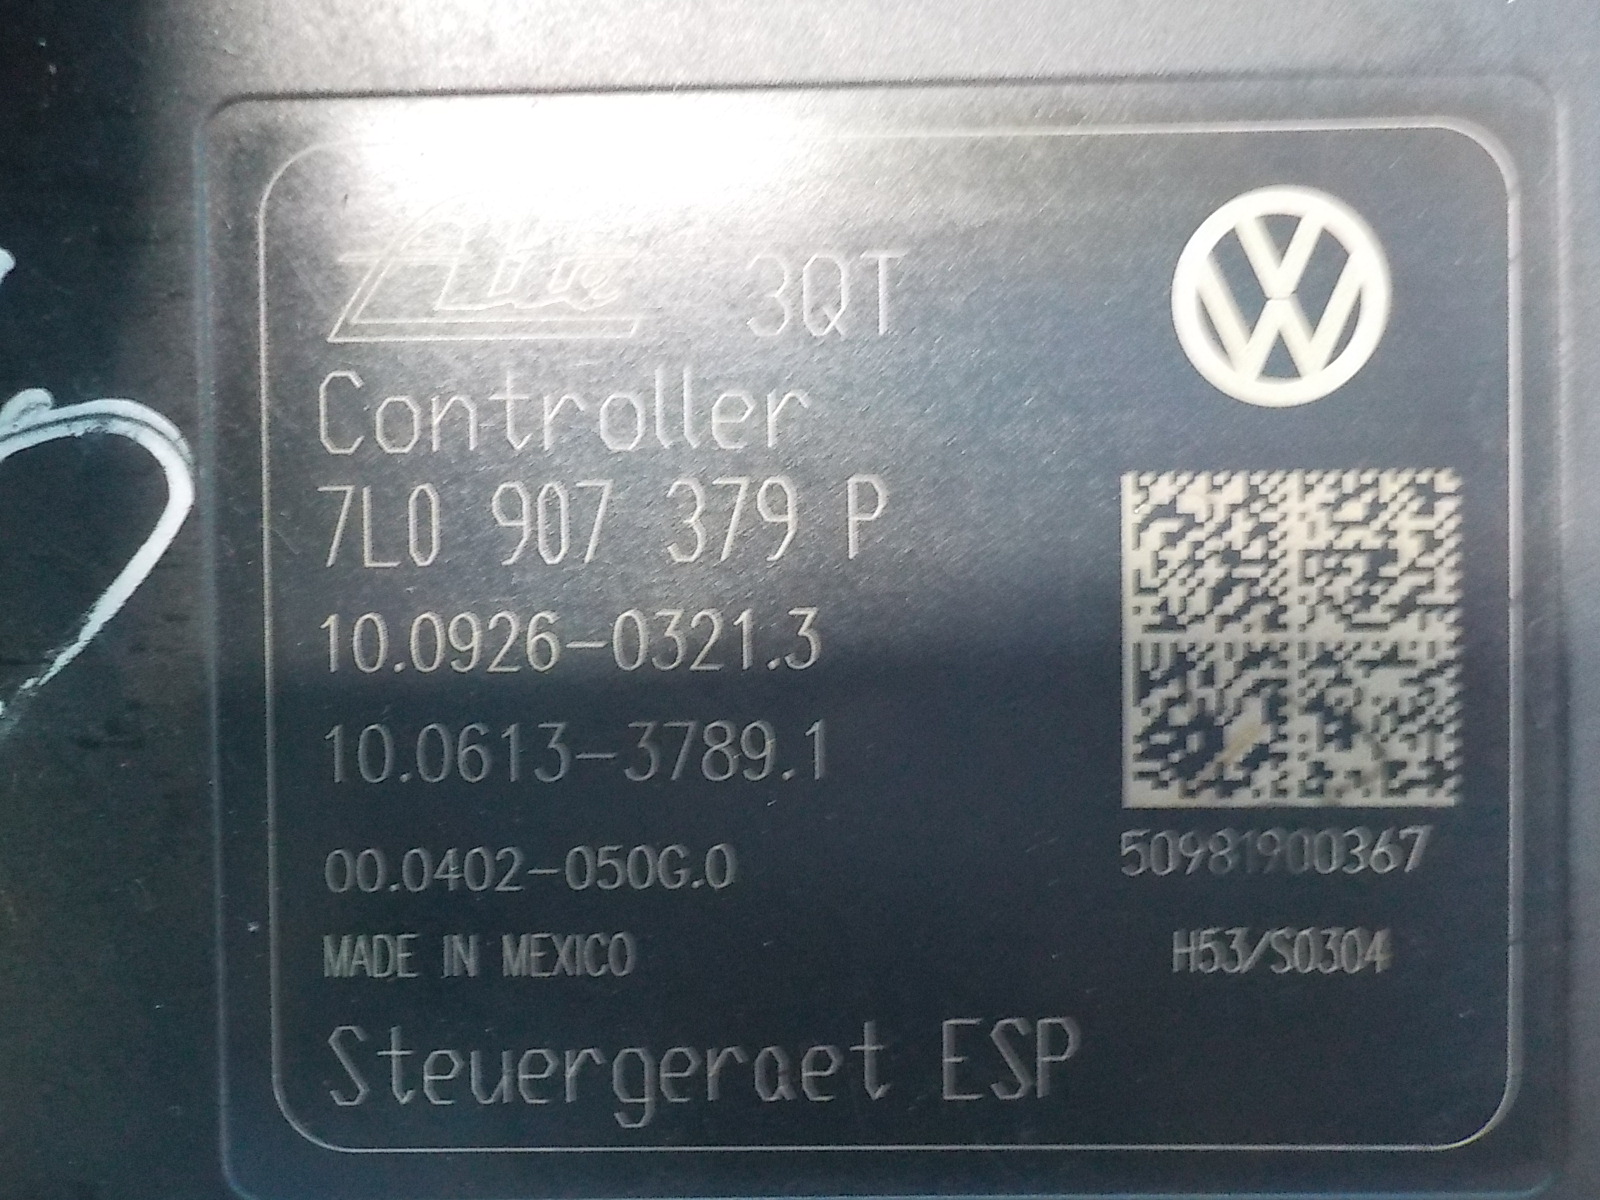 Ate 3QT
Controller
7L0 907 379 P
10.0926-0321.3
10.0613-3789.1
00.0402-050G.0
50981900367
MADE IN MEXICO
H53/S0304
Steuergeraet ESP